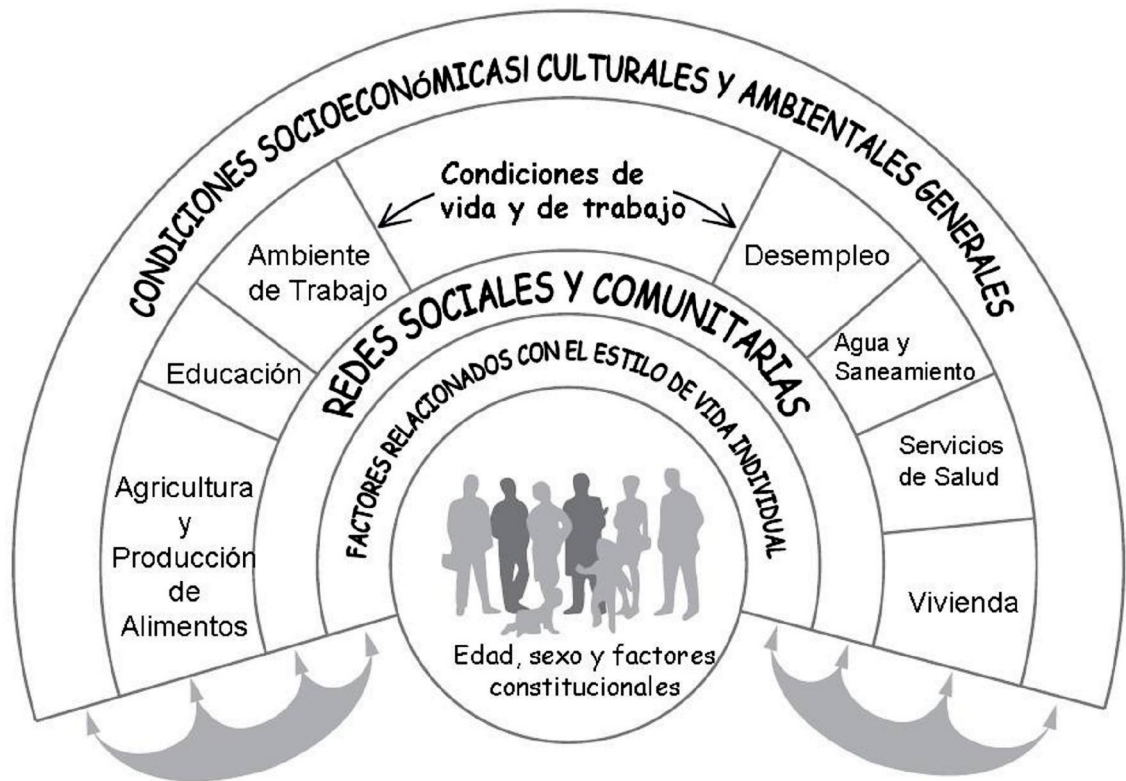 CONDICIONES SOCIOECONÓMICASI CULTURALES Y AMBIENTALES GENERALES
Condiciones de
vida y de trabajo
Ambiente
de Trabajo
Desempleo
Educación
Agua y
Saneamiento
Agricultura
y
Producción
de
Alimentos
Servicios
de Salud
Vivienda
REDES SOCIALES Y COMUNITARIAS
FACTORES RELACIONADOS CON EL ESTILO DE VIDA INDIVIDUAL
Edad, sexo y factores
constitucionales